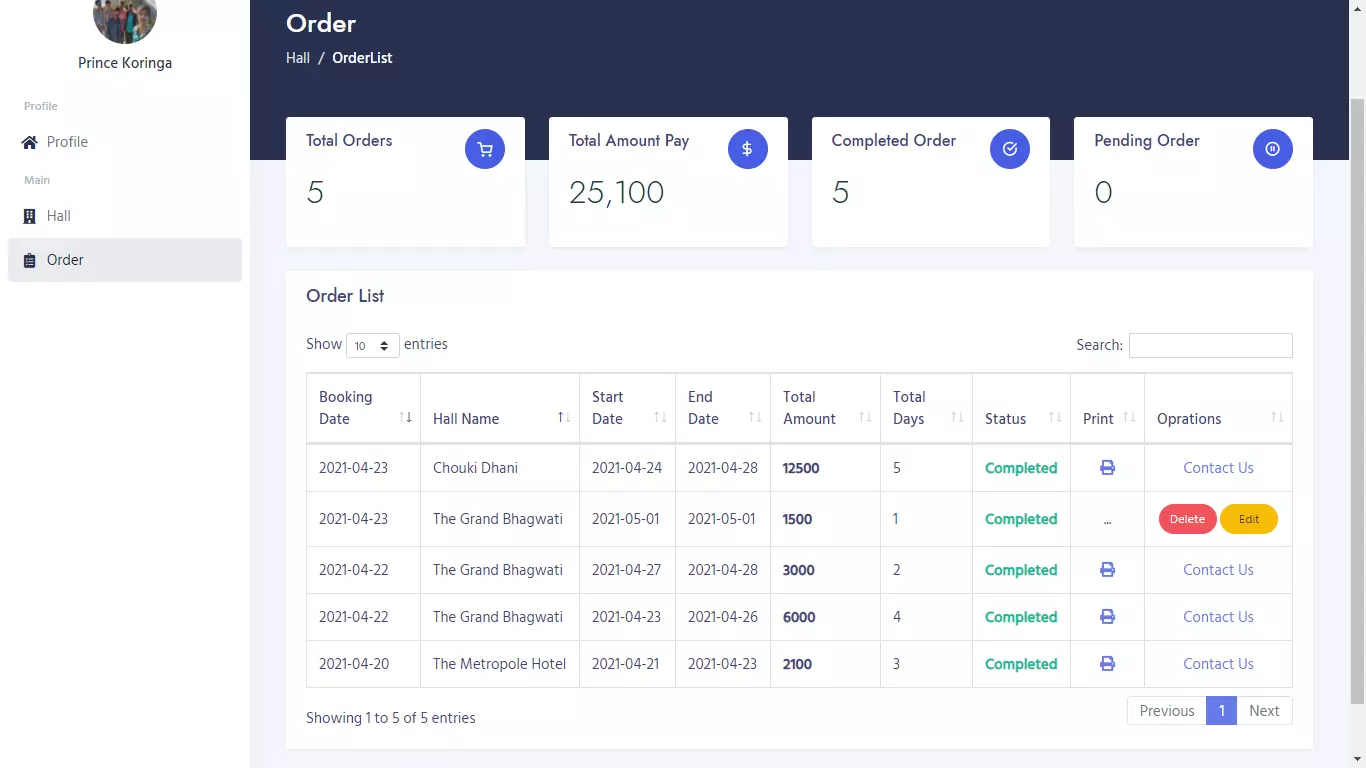 Prince Koringa
Profile
Profile
Main
Hall
Order
Order
Hall / OrderList
Total Orders
5
Total Amount Pay
$
25,100
Completed Order
5
Pending Order
0
Order List
Show 10 entries
Search:
Booking Date Hall Name Start Date End Date Total Amount Total Days Status Print Oprations
2021-04-23 Chouki Dhani 2021-04-24 2021-04-28 12500 5 Completed Contact Us
2021-04-23 The Grand Bhagwati 2021-05-01 2021-05-01 1500 1 Completed ... Delete Edit
2021-04-22 The Grand Bhagwati 2021-04-27 2021-04-28 3000 2 Completed Contact Us
2021-04-22 The Grand Bhagwati 2021-04-23 2021-04-26 6000 4 Completed Contact Us
2021-04-20 The Metropole Hotel 2021-04-21 2021-04-23 2100 3 Completed Contact Us
Showing 1 to 5 of 5 entries
Previous 1 Next